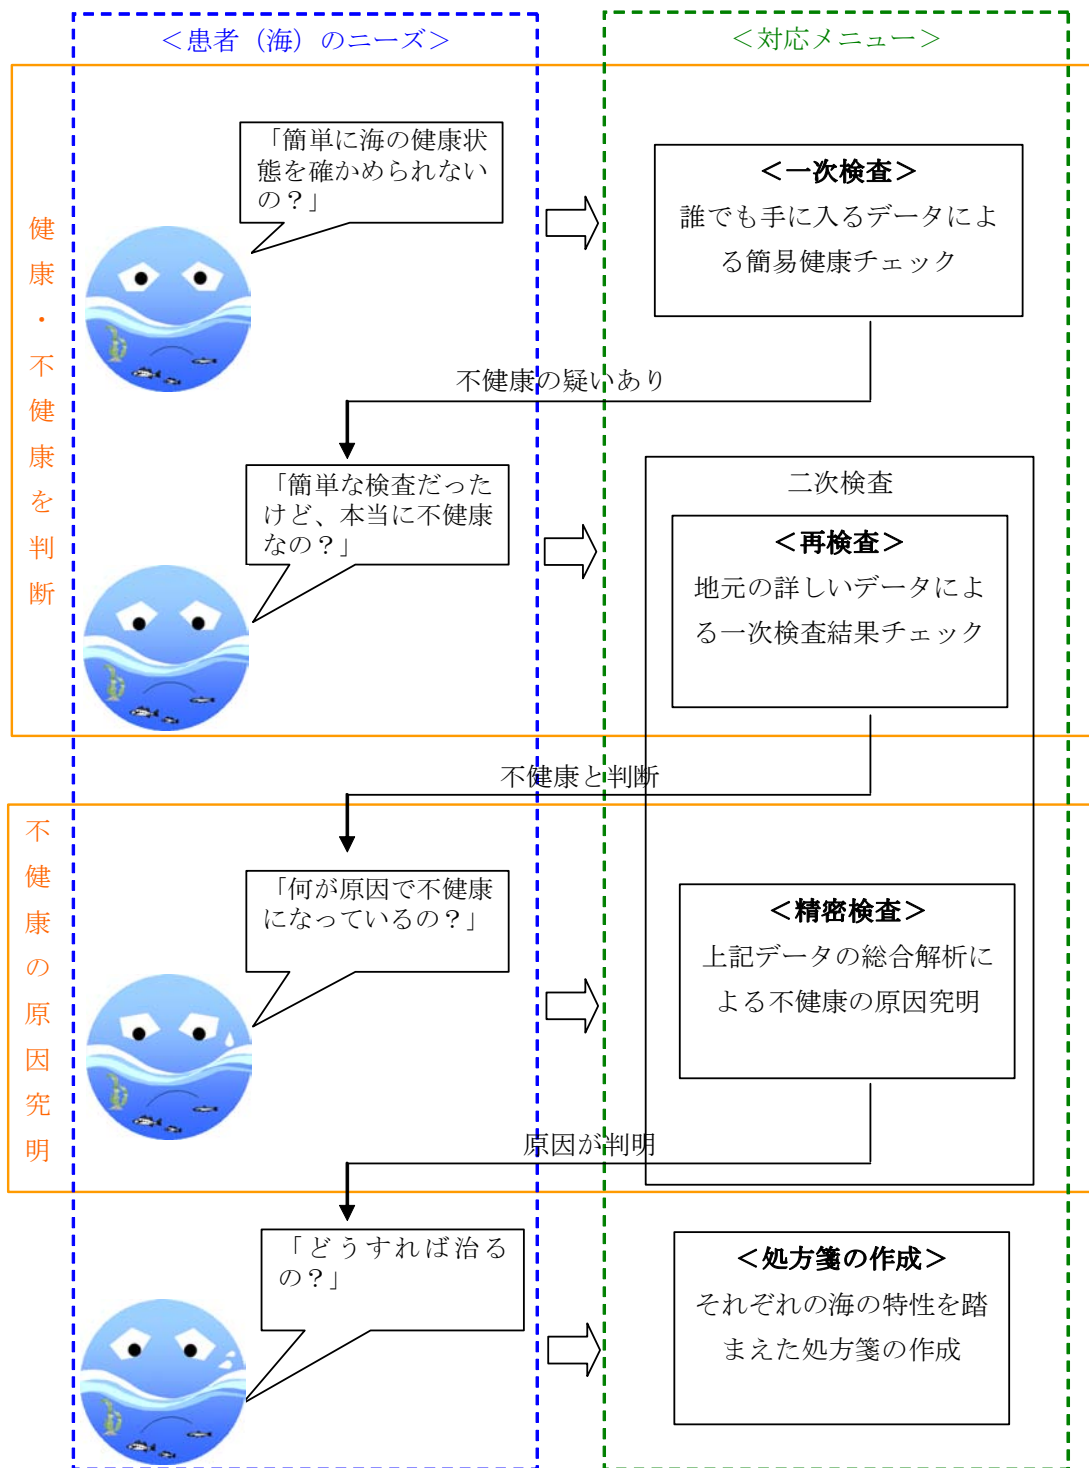 ＜患者（海）のニーズ＞
＜対応メニュー＞
健康・不健康を判断
「簡単に海の健康状
態を確かめられない
の？」
＜一次検査＞
誰でも手に入るデータによ
る簡易健康チェック
不健康の疑いあり
「簡単な検査だった
けど、本当に不健康
なの？」
二次検査
＜再検査＞
地元の詳しいデータによ
る一次検査結果チェック
不健康と判断
不健康の原因究明
「何が原因で不健康
になっているの？」
＜精密検査＞
上記データの総合解析に
よる不健康の原因究明
原因が判明
「どうすれば治る
の？」
＜処方箋の作成＞
それぞれの海の特性を踏
まえた処方箋の作成